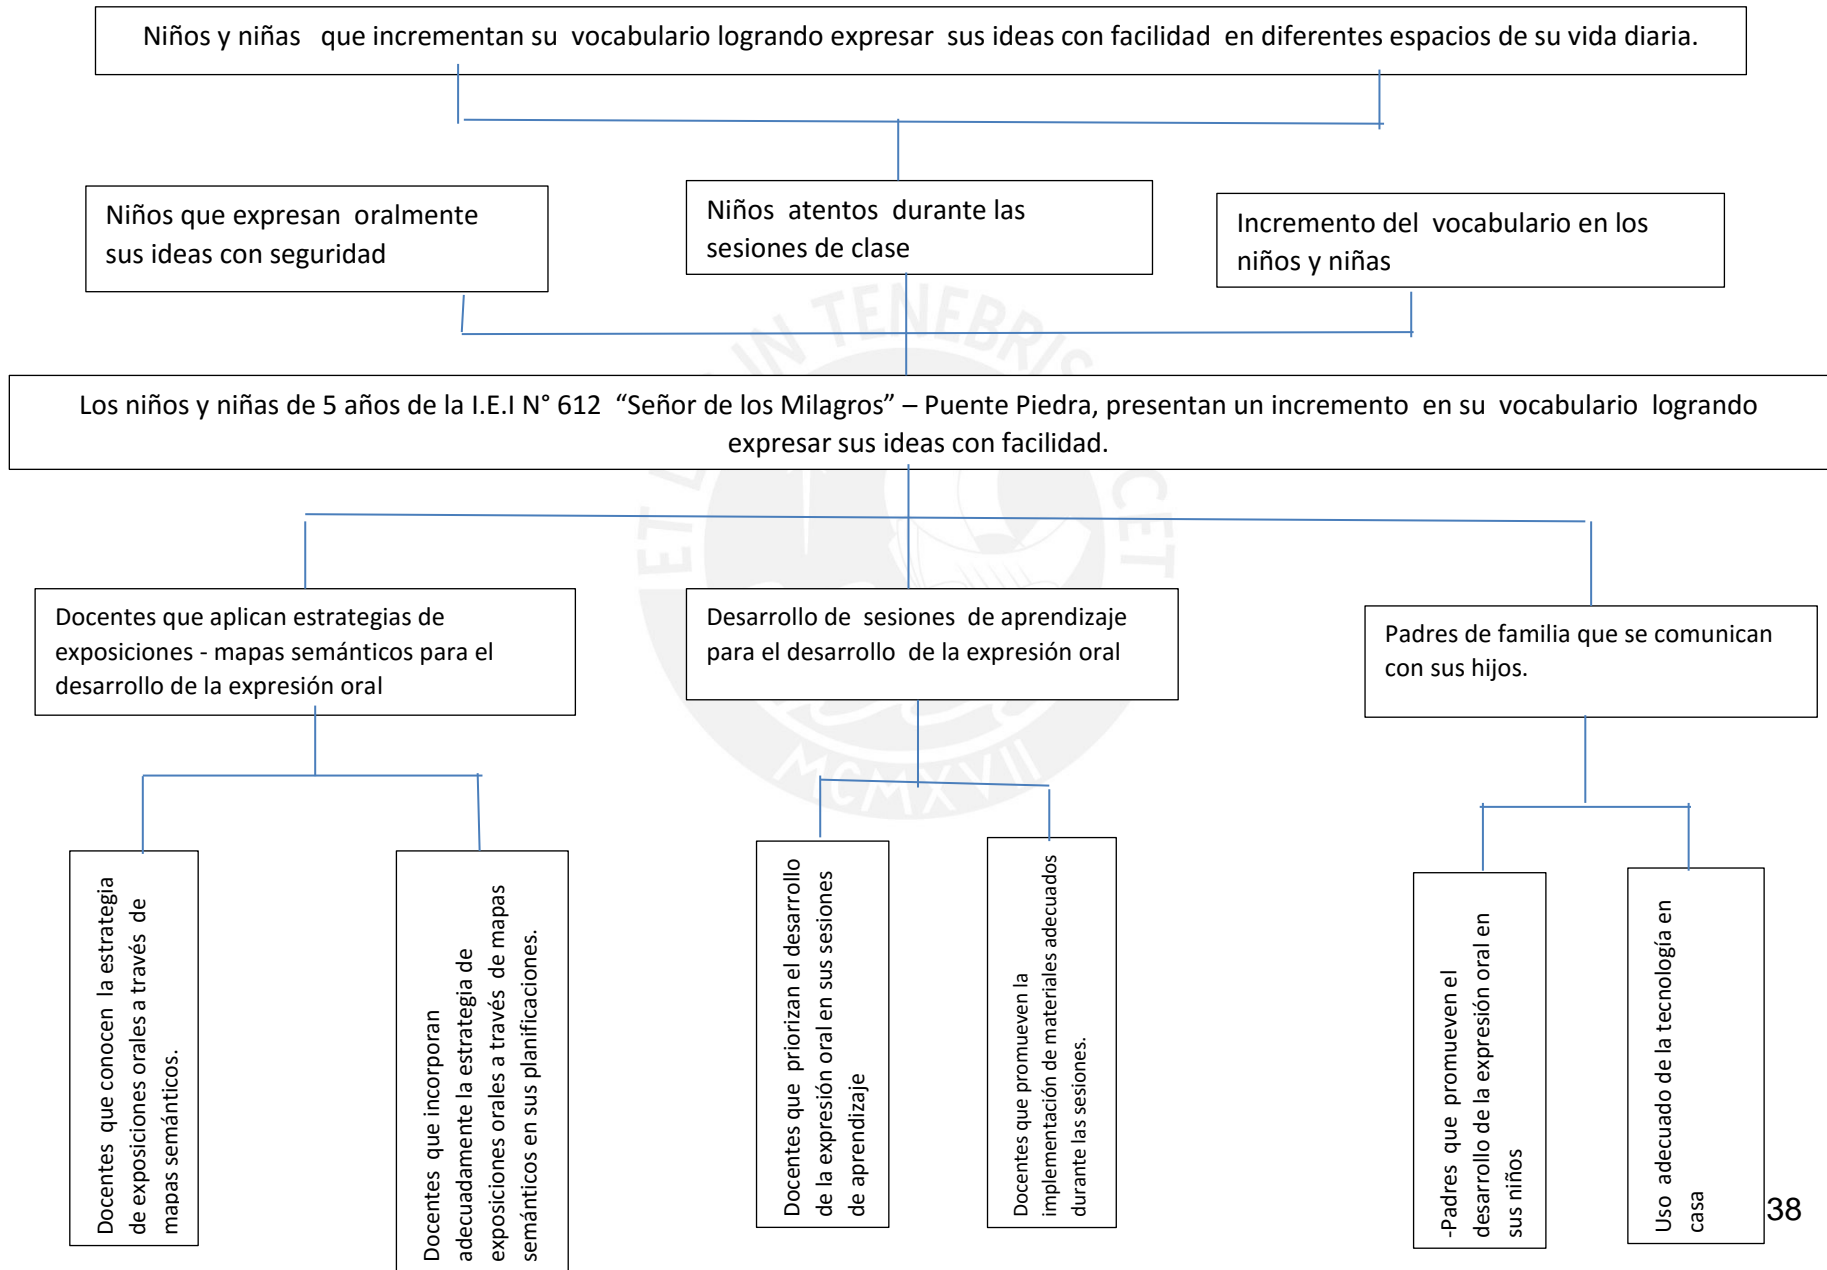 Niños y niñas que incrementan su vocabulario logrando expresar sus ideas con facilidad en diferentes espacios de su vida diaria.
Niños que expresan oralmente
sus ideas con seguridad
Niños atentos durante las
sesiones de clase
Incremento del vocabulario en los
niños y niñas
Los niños y niñas de 5 años de la I.E.I N° 612 “Señor de los Milagros” – Puente Piedra, presentan un incremento en su vocabulario logrando
expresar sus ideas con facilidad.
Docentes que aplican estrategias de
exposiciones - mapas semánticos para el
desarrollo de la expresión oral
Desarrollo de sesiones de aprendizaje
para el desarrollo de la expresión oral
Padres de familia que se comunican
con sus hijos.
Docentes que conocen la estrategia
de exposiciones orales a través de
mapas semánticos.
Docentes que incorporan
adecuadamente la estrategia de
exposiciones orales a través de mapas
semánticos en sus planificaciones.
Docentes que priorizan el desarrollo
de la expresión oral en sus sesiones
de aprendizaje
Docentes que promueven la
implementación de materiales adecuados
durante las sesiones.
-Padres que promueven el
desarrollo de la expresión oral en
sus niños
Uso adecuado de la tecnología en
casa
38
IN TENEBRIS
MCMXVII